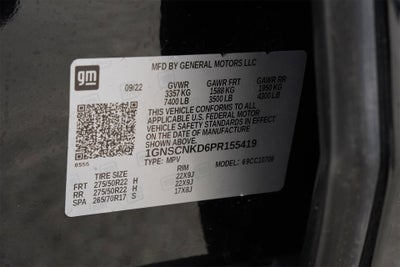 gm
MFD BY GENERAL MOTORS LLC
09/22 GVWR GAWR FRT GAWR RR
3357 KG 1588 KG 1950 KG
7400 LB 3500 LB 4300 LB
THIS VEHICLE CONFORMS TO ALL
APPLICABLE U.S. FEDERAL MOTOR
VEHICLE SAFETY STANDARDS IN EFFECT
ON THE DATE OF MANUFACTURE
SHOWN ABOVE.
1GNSCNKD6PR155419
8555 TYPE: MPV 69CC10706
TIRE SIZE RIM
FRT 275/50R22 H 22X9J
RR 275/50R22 H 22X9J
SPA 265/70R17 S 17X8J